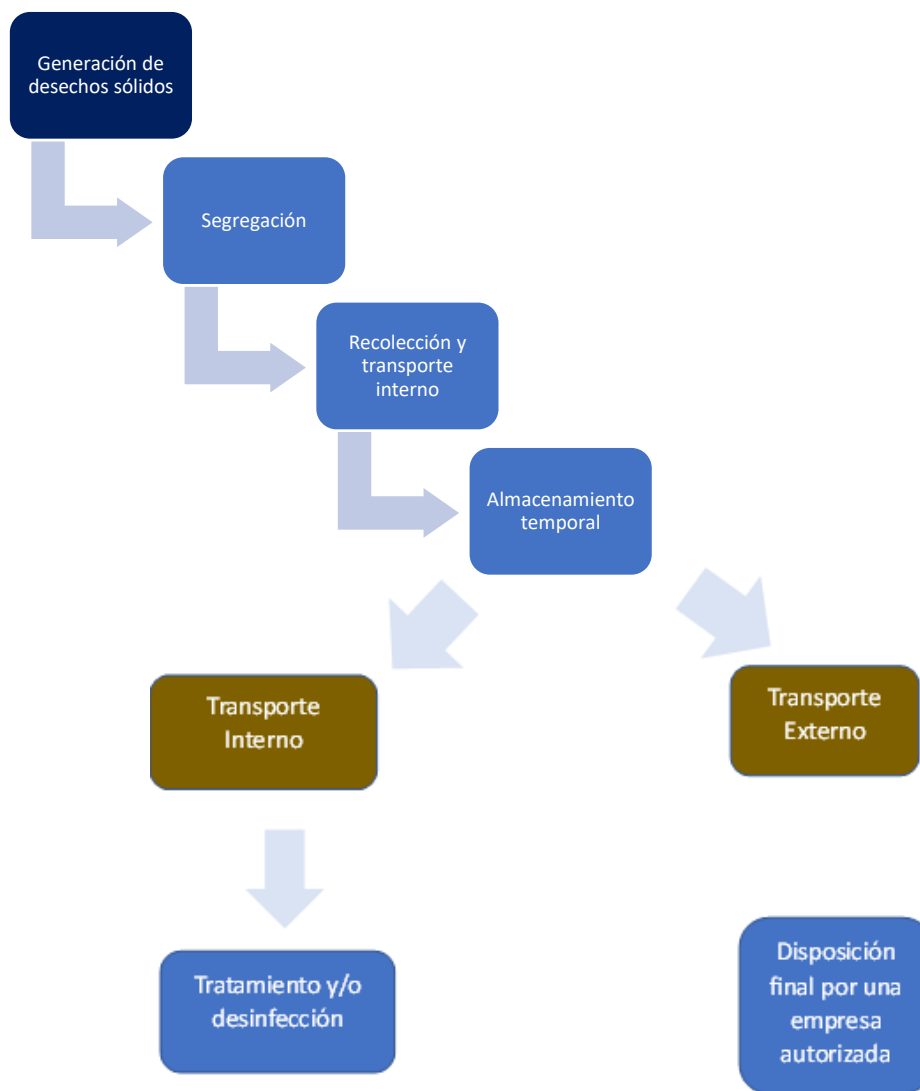 Generación de
desechos sólidos
Segregación
Recolección y
transporte
interno
Almacenamiento
temporal
Transporte
Interno
Transporte
Externo
Tratamiento y/o
desinfección
Disposición
final por una
empresa
autorizada